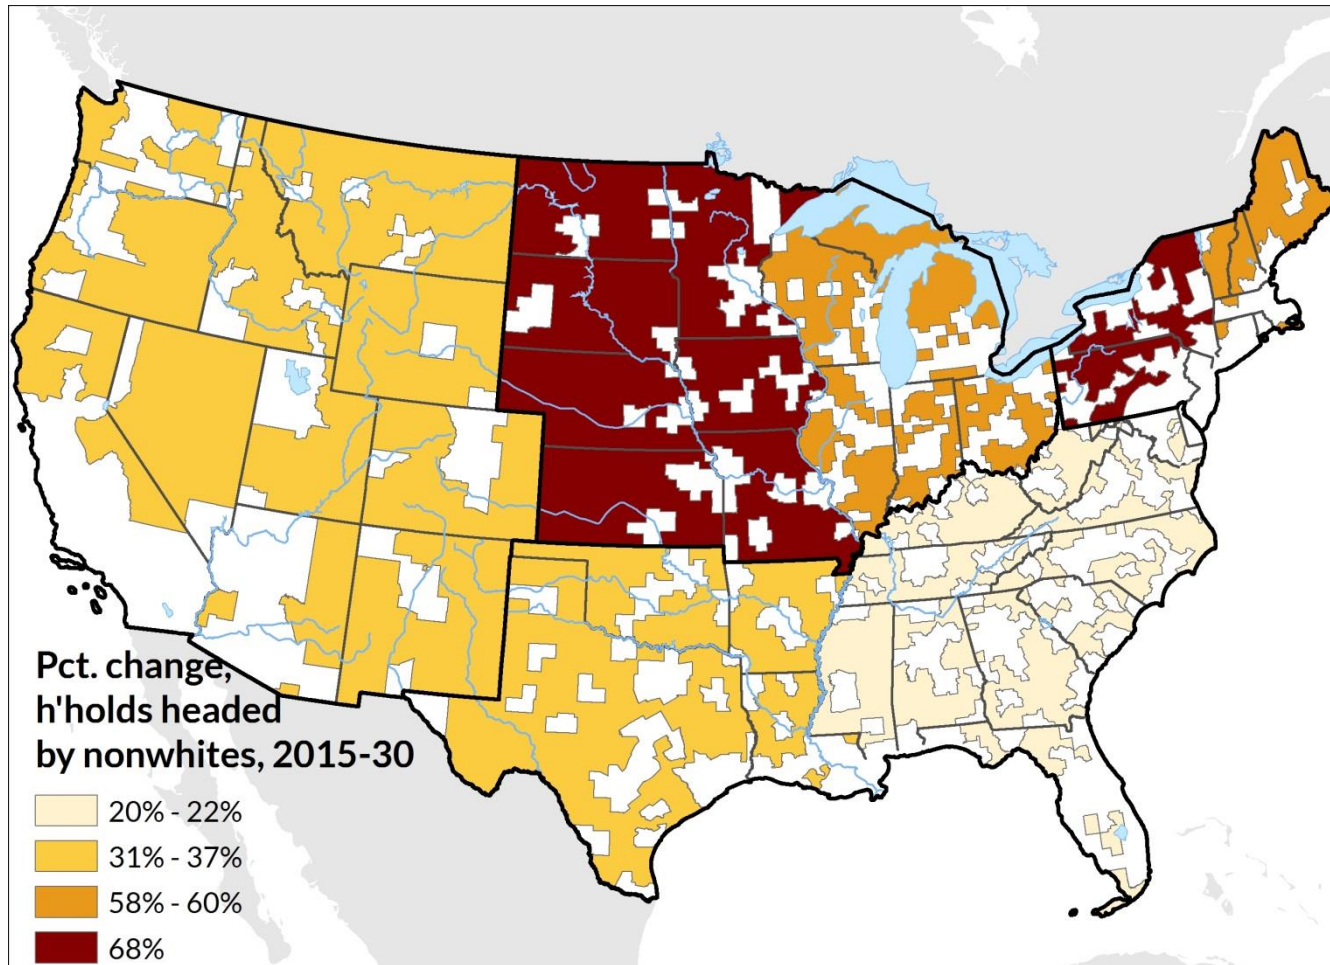 Pct. change,
h'holds headed
by nonwhites, 2015-30
20% - 22%
31% - 37%
58% - 60%
68%